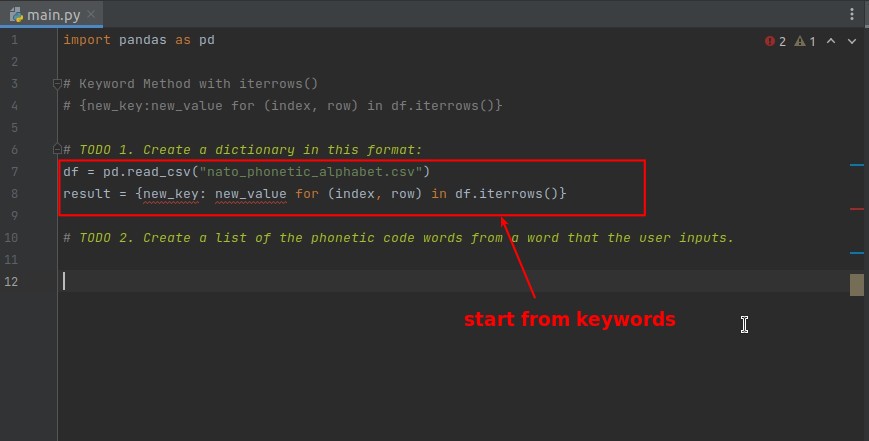 main.py
1 import pandas as pd
2 1
2
3 # Keyword Method with iterrows()
4 # {new_key:new_value for (index, row) in df.iterrows()}
5
6 # TODO 1. Create a dictionary in this format:
7 df = pd.read_csv("nato_phonetic_alphabet.csv")
8 result = {new_key: new_value for (index, row) in df.iterrows()}
9
10 # TODO 2. Create a list of the phonetic code words from a word that the user inputs.
11
12
start from keywords